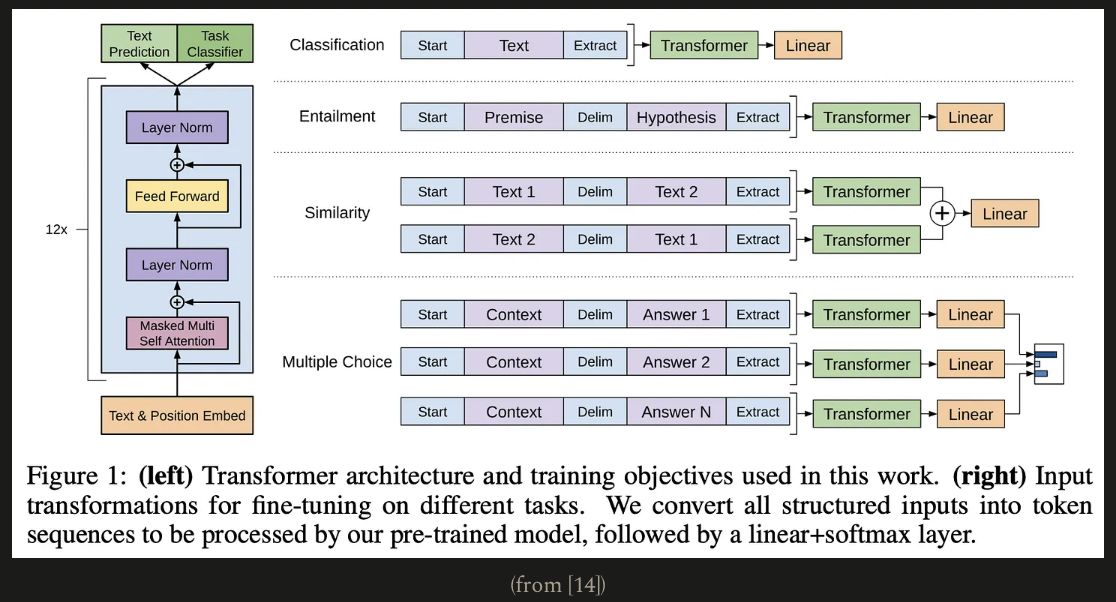 Text
Prediction
Task
Classifier
12x
Layer Norm
Feed Forward
Layer Norm
Masked Multi
Self Attention
Text & Position Embed
Classification
Start Text Extract Transformer Linear
Entailment
Start Premise Delim Hypothesis Extract Transformer Linear
Similarity
Start Text 1 Delim Text 2 Extract Transformer
Start Text 2 Delim Text 1 Extract Transformer
Linear
Multiple Choice
Start Context Delim Answer 1 Extract Transformer Linear
Start Context Delim Answer 2 Extract Transformer Linear
Start Context Delim Answer N Extract Transformer Linear
Figure 1: (left) Transformer architecture and training objectives used in this work. (right) Input
transformations for fine-tuning on different tasks. We convert all structured inputs into token
sequences to be processed by our pre-trained model, followed by a linear+softmax layer.
(from [14])